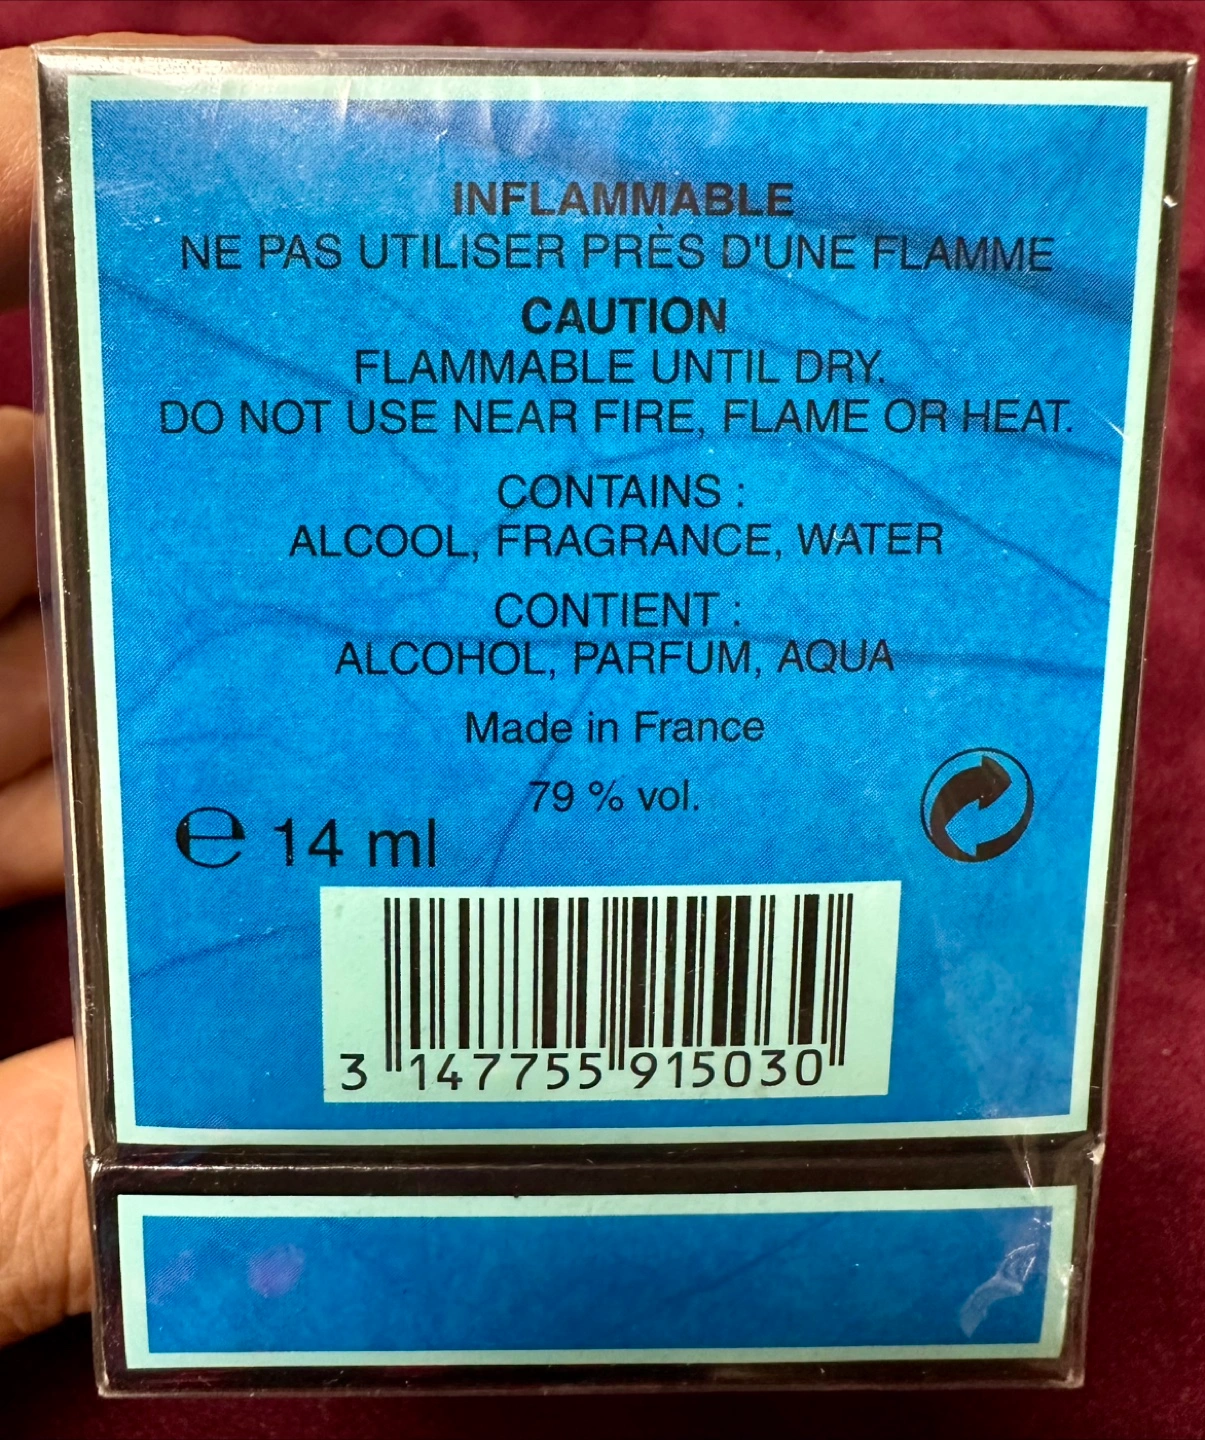 INFLAMMABLE
NE PAS UTILISER PRÈS D'UNE FLAMME
CAUTION
FLAMMABLE UNTIL DRY.
DO NOT USE NEAR FIRE, FLAME OR HEAT.
CONTAINS :
ALCOOL, FRAGRANCE, WATER
CONTIENT :
ALCOHOL, PARFUM, AQUA
Made in France
79 % vol.
℮ 14 ml
3 147755 915030